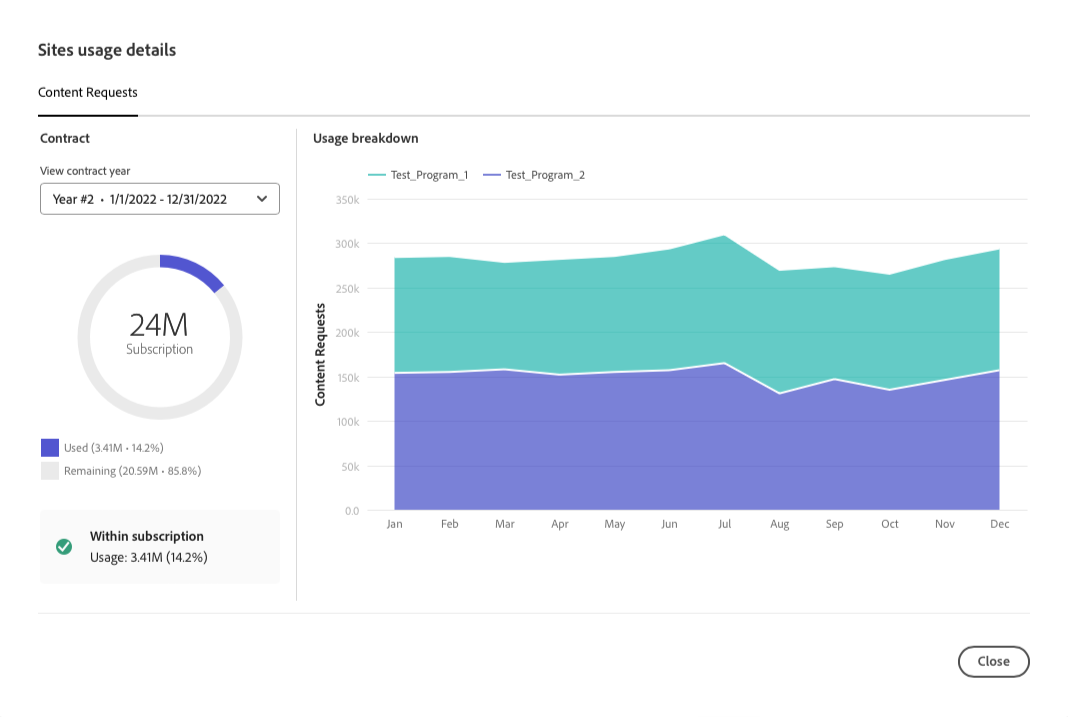 Sites usage details
Content Requests
Contract
View contract year
Year #2 • 1/1/2022 - 12/31/2022
24M
Subscription
Used (3.41M • 14.2%)
Remaining (20.59M • 85.8%)
Within subscription
Usage: 3.41M (14.2%)
Usage breakdown
Test_Program_1 Test_Program_2
Content Requests
350k
300k
250k
200k
150k
100k
50k
0.0
Jan Feb Mar Apr May Jun Jul Aug Sep Oct Nov Dec
Close